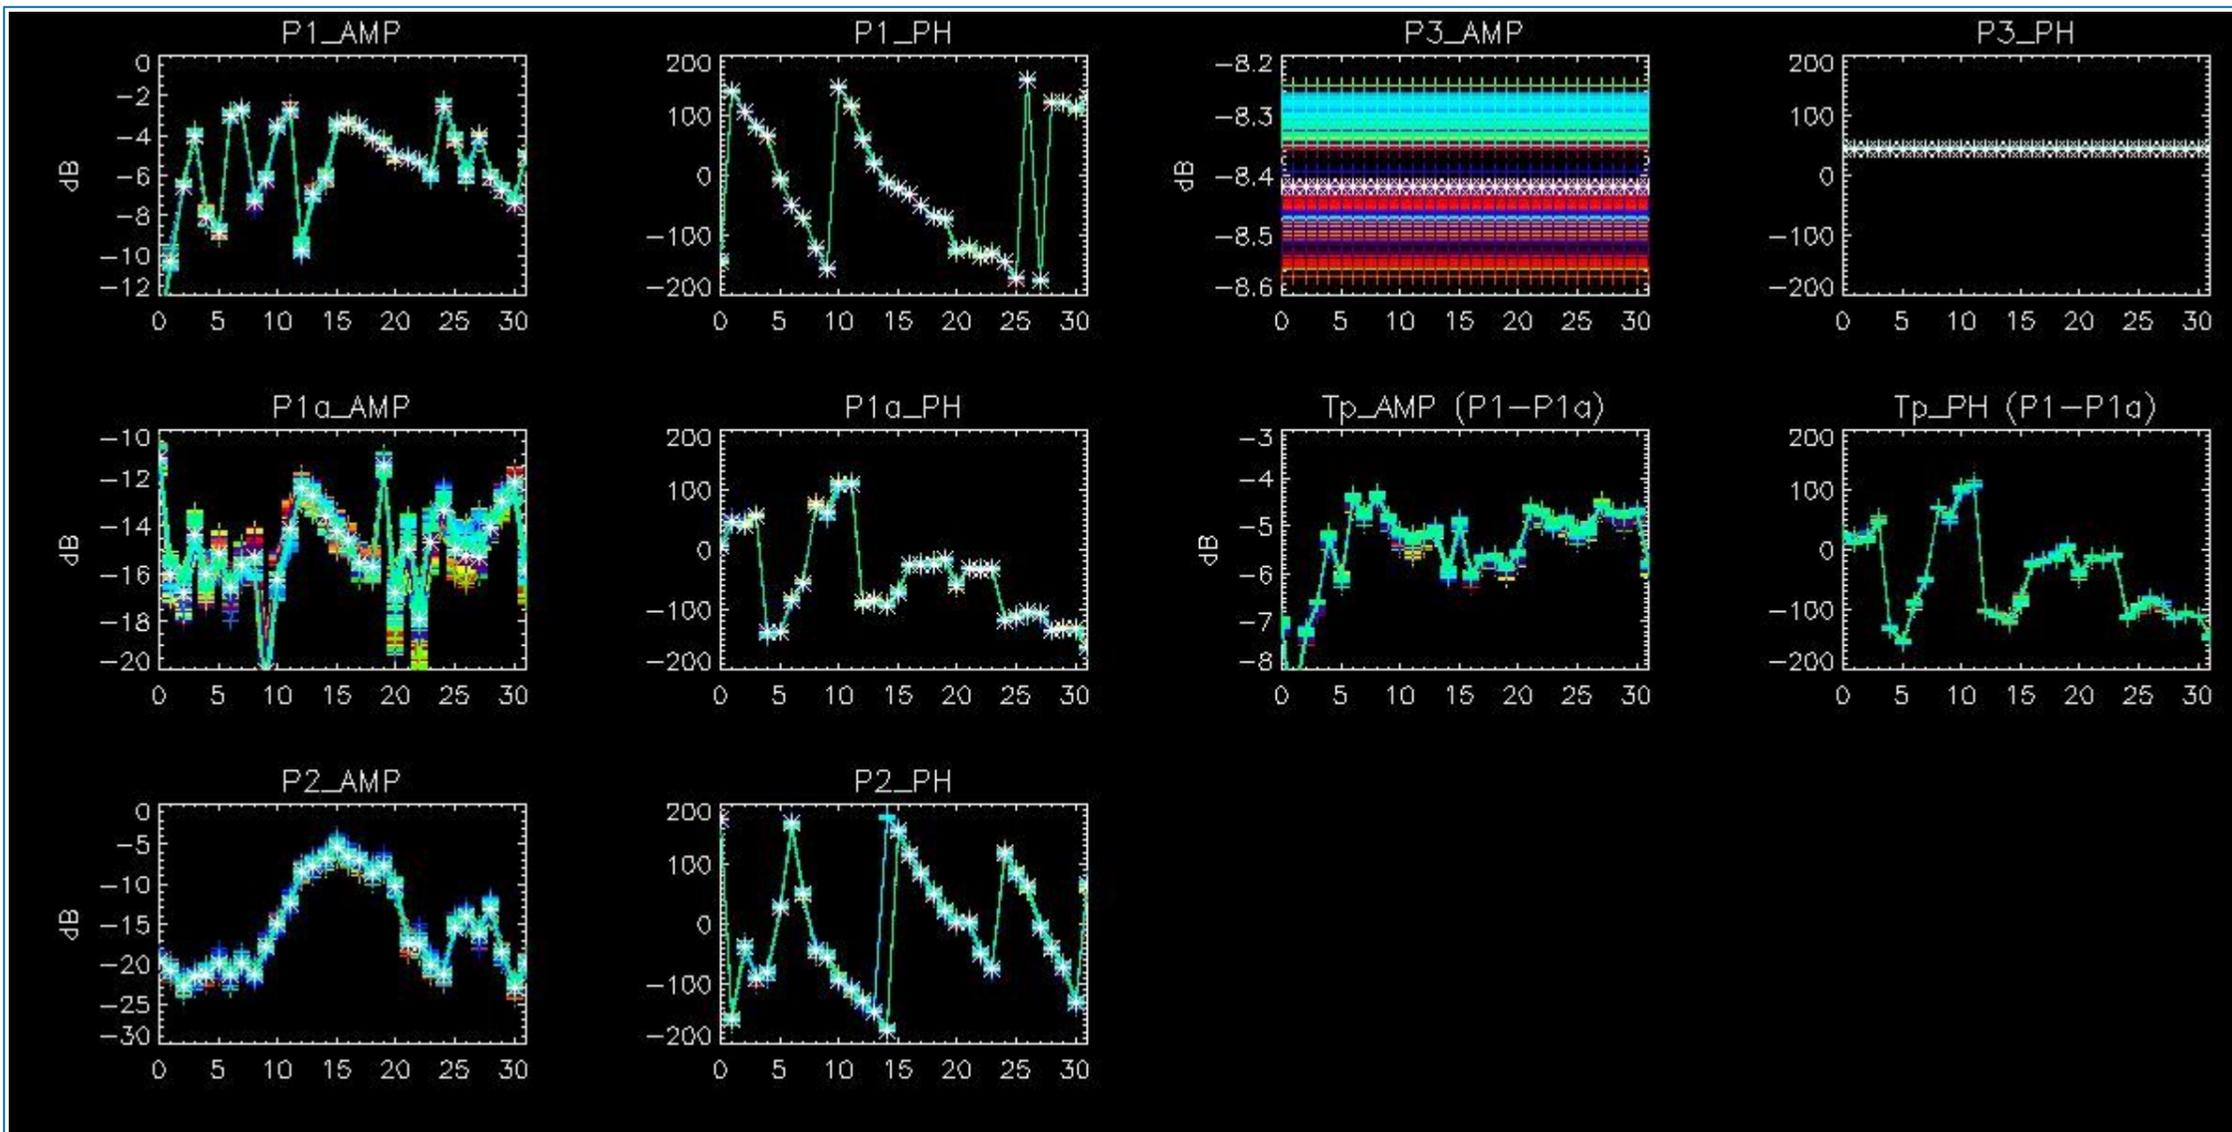 P1_AMP
0
−2
−4
−6
−8
−10
−12
dB
0 5 10 15 20 25 30
P1_PH
200
100
0
−100
−200
0 5 10 15 20 25 30
P3_AMP
−8.2
−8.3
−8.4
−8.5
−8.6
dB
0 5 10 15 20 25 30
P3_PH
200
100
0
−100
−200
0 5 10 15 20 25 30
P1a_AMP
−10
−12
−14
−16
−18
−20
dB
0 5 10 15 20 25 30
P1a_PH
200
100
0
−100
−200
0 5 10 15 20 25 30
Tp_AMP (P1−P1a)
−3
−4
−5
−6
−7
−8
dB
0 5 10 15 20 25 30
Tp_PH (P1−P1a)
200
100
0
−100
−200
0 5 10 15 20 25 30
P2_AMP
0
−5
−10
−15
−20
−25
−30
dB
0 5 10 15 20 25 30
P2_PH
200
100
0
−100
−200
0 5 10 15 20 25 30